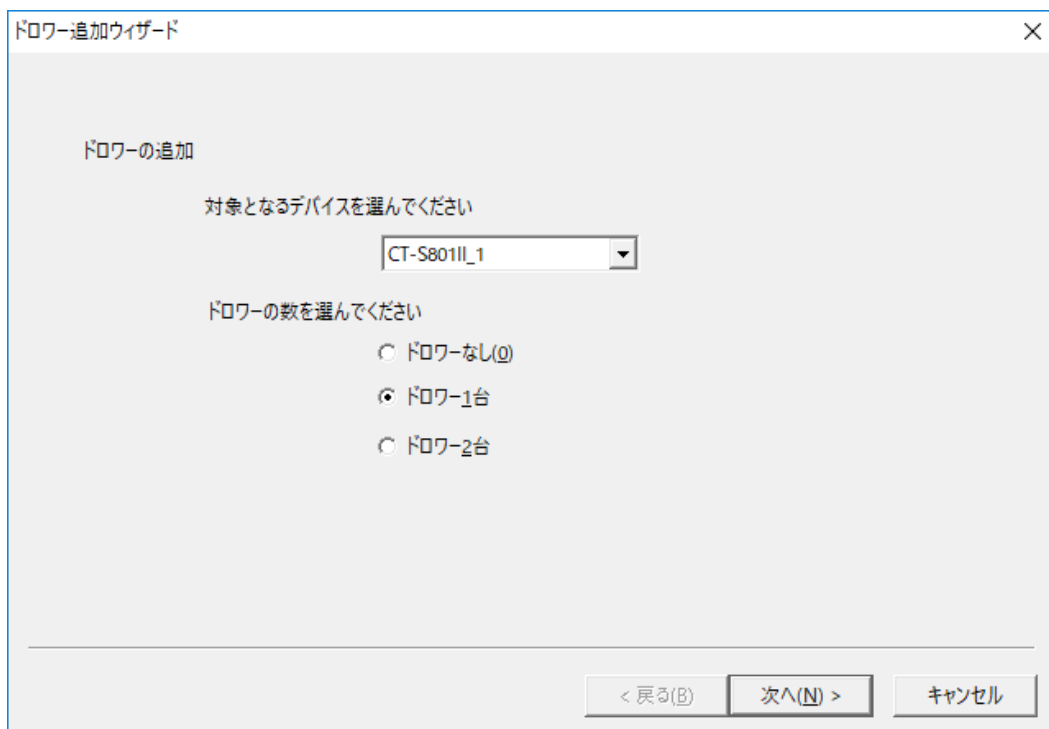 ドロワー追加ウィザード
ドロワーの追加
対象となるデバイスを選んでください
CT-S801II_1
ドロワーの数を選んでください
ドロワーなし(0)
ドロワー1台
ドロワー2台
< 戻る(B) 次へ(N) > キャンセル